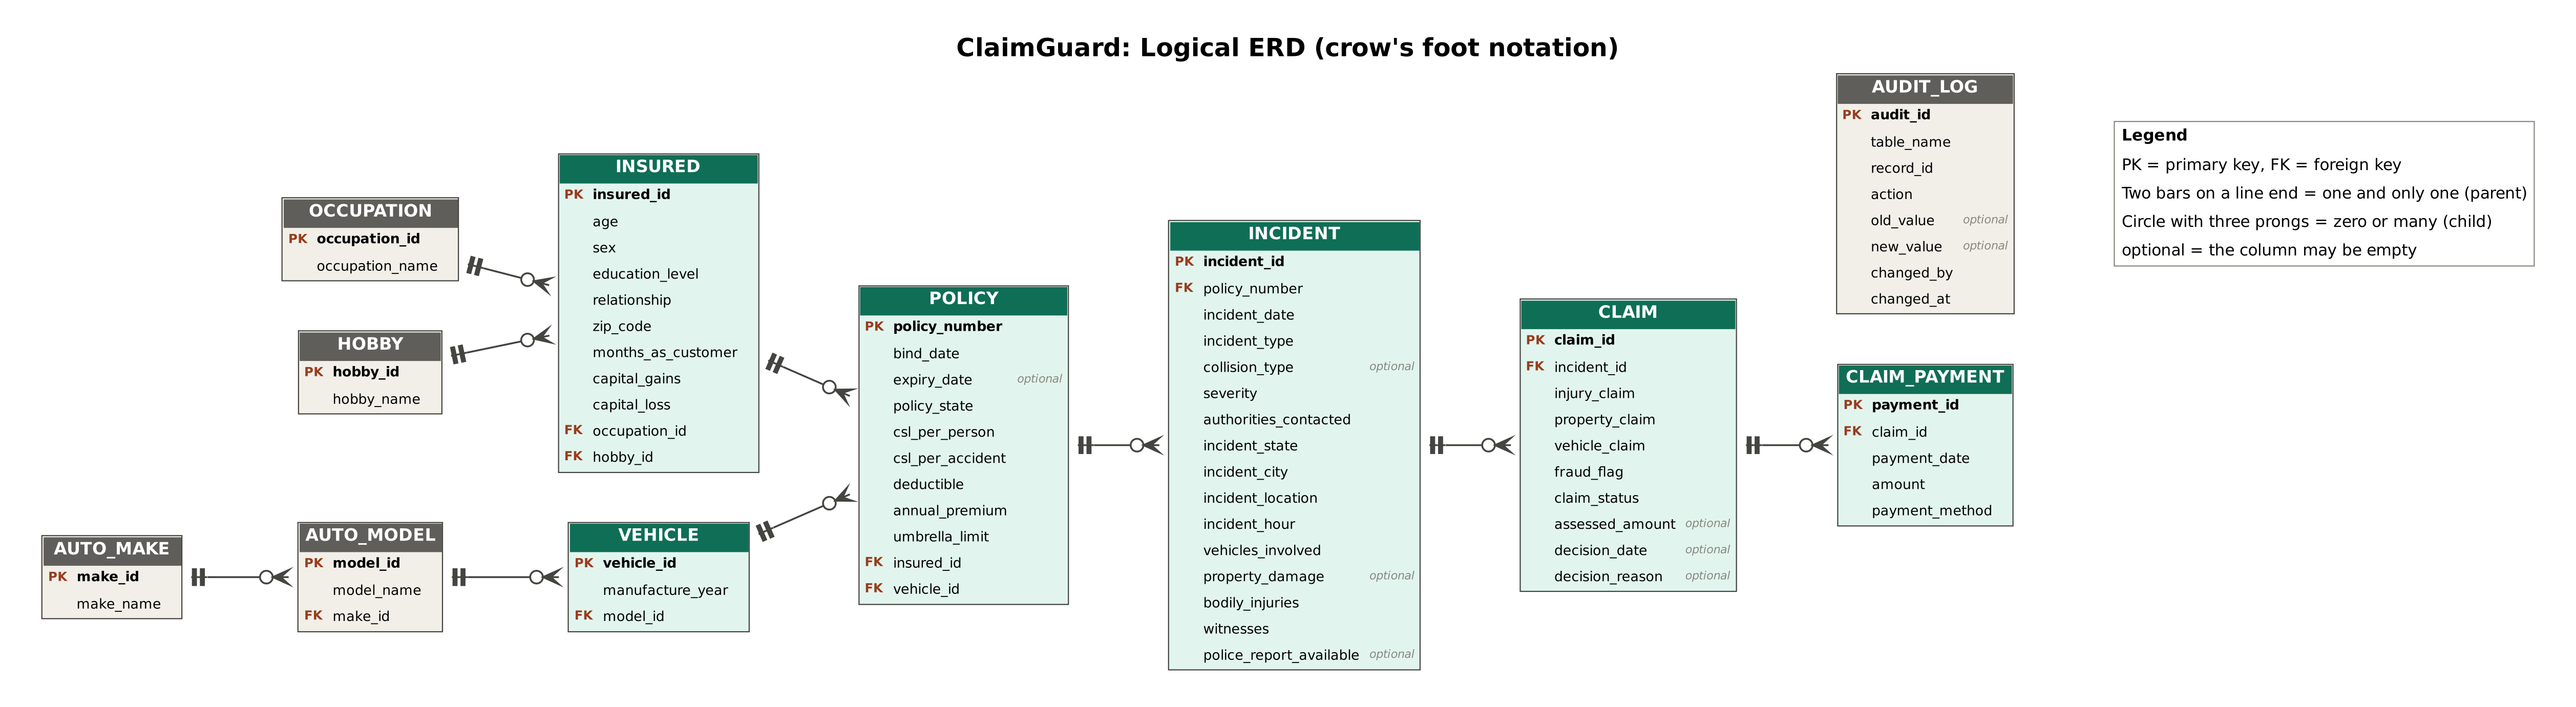 ClaimGuard: Logical ERD (crow's foot notation)
AUDIT_LOG
PK audit_id
table_name
record_id
action
old_value optional
new_value optional
changed_by
changed_at
Legend
PK = primary key, FK = foreign key
Two bars on a line end = one and only one (parent)
Circle with three prongs = zero or many (child)
optional = the column may be empty
OCCUPATION
PK occupation_id
occupation_name
HOBBY
PK hobby_id
hobby_name
INSURED
PK insured_id
age
sex
education_level
relationship
zip_code
months_as_customer
capital_gains
capital_loss
FK occupation_id
FK hobby_id
AUTO_MAKE
PK make_id
make_name
AUTO_MODEL
PK model_id
model_name
FK make_id
VEHICLE
PK vehicle_id
manufacture_year
FK model_id
POLICY
PK policy_number
bind_date
expiry_date optional
policy_state
csl_per_person
csl_per_accident
deductible
annual_premium
umbrella_limit
FK insured_id
FK vehicle_id
INCIDENT
PK incident_id
FK policy_number
incident_date
incident_type
collision_type optional
severity
authorities_contacted
incident_state
incident_city
incident_location
incident_hour
vehicles_involved
property_damage optional
bodily_injuries
witnesses
police_report_available optional
CLAIM
PK claim_id
FK incident_id
injury_claim
property_claim
vehicle_claim
fraud_flag
claim_status
assessed_amount optional
decision_date optional
decision_reason optional
CLAIM_PAYMENT
PK payment_id
FK claim_id
payment_date
amount
payment_method